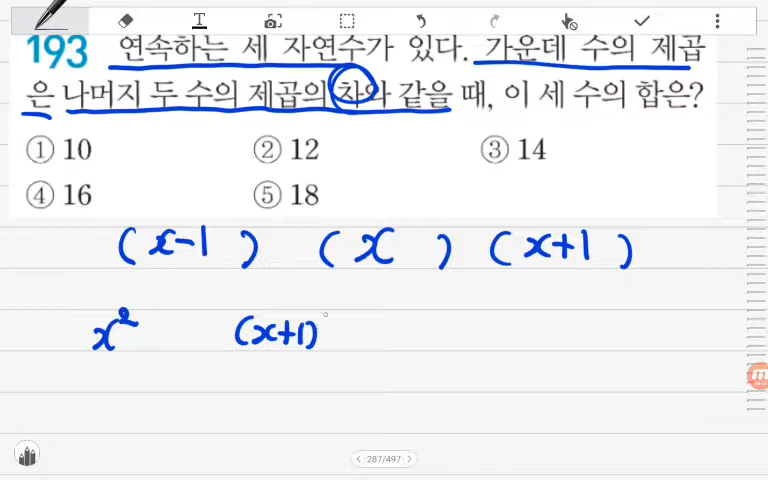 193 연속하는 세 자연수가 있다. 가운데 수의 제곱
은 나머지 두 수의 제곱의 차와 같을 때, 이 세 수의 합은?
① 10 ② 12 ③ 14
④ 16 ⑤ 18
(x-1) (x) (x+1)
x² (x+1)
287/497